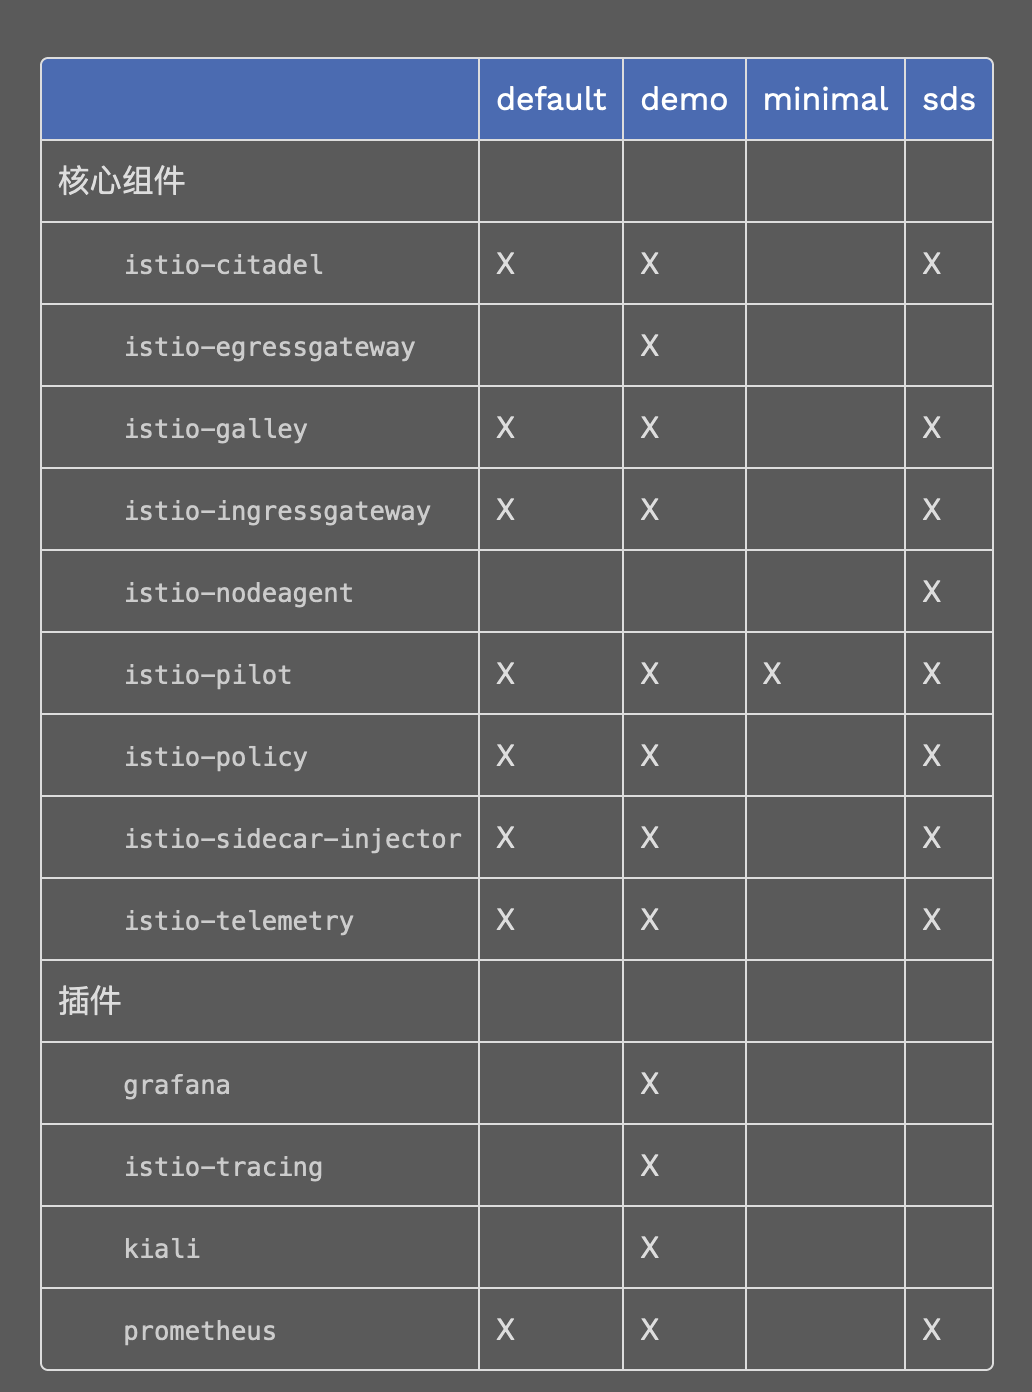 default demo minimal sds
核心组件
istio-citadel X X X
istio-egressgateway X
istio-galley X X X
istio-ingressgateway X X X
istio-nodeagent X
istio-pilot X X X X
istio-policy X X X
istio-sidecar-injector X X X
istio-telemetry X X X
插件
grafana X
istio-tracing X
kiali X
prometheus X X X